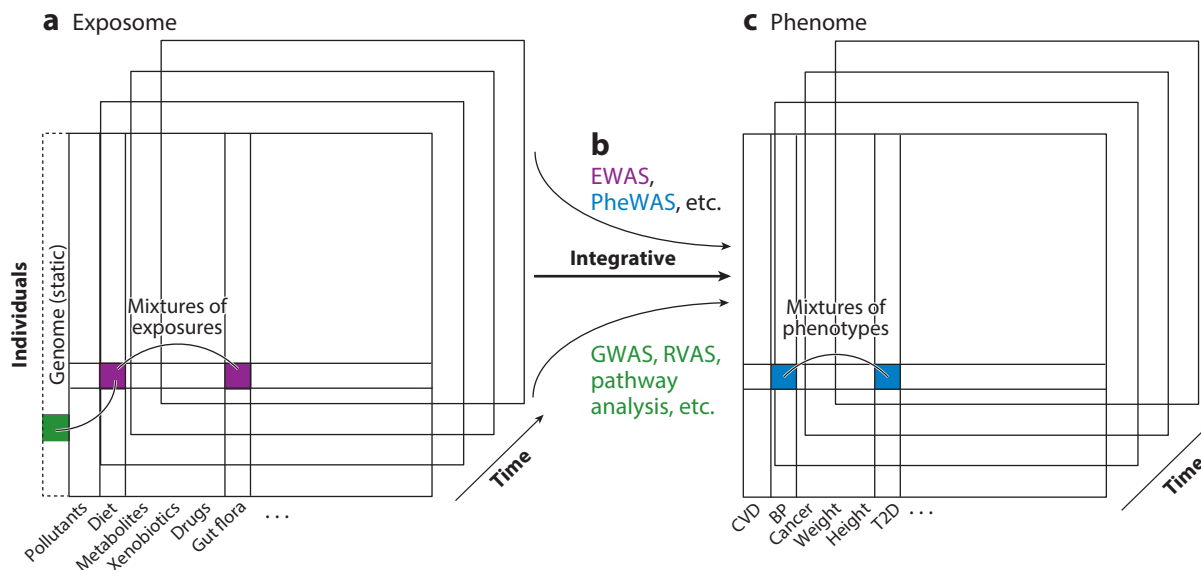 a Exposome
Individuals
Genome (static)
Mixtures of
exposures
Pollutants
Diet
Metabolites
Xenobiotics
Drugs
Gut flora
...
Time
b
EWAS,
PheWAS, etc.
Integrative
GWAS, RVAS,
pathway
analysis, etc.
c Phenome
Mixtures of
phenotypes
CVD
BP
Cancer
Weight
Height
T2D
...
Time